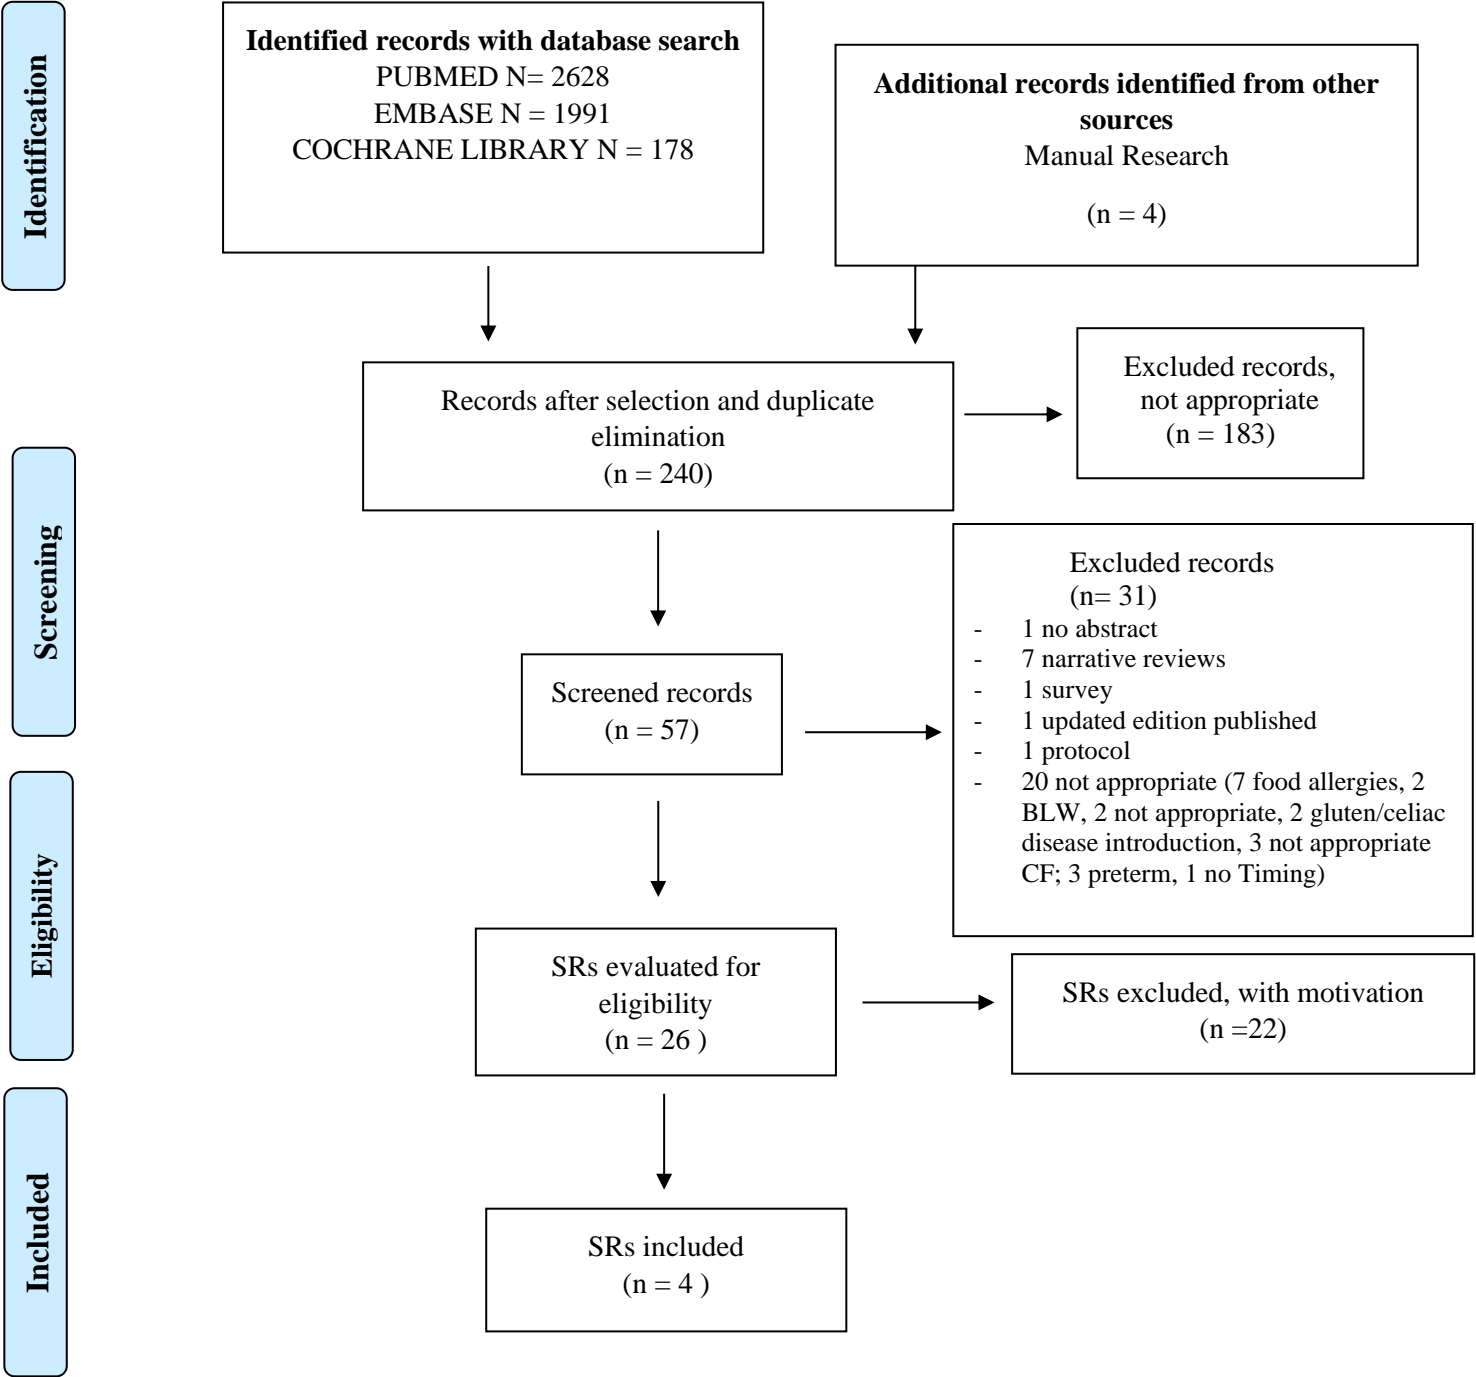 Identification
Identified records with database search
PUBMED N= 2628
EMBASE N = 1991
COCHRANE LIBRARY N = 178
Additional records identified from other
sources
Manual Research
(n = 4)
Records after selection and duplicate
elimination
(n = 240)
Excluded records,
not appropriate
(n = 183)
Screening
Screened records
(n = 57)
Excluded records
(n= 31)
- 1 no abstract
- 7 narrative reviews
- 1 survey
- 1 updated edition published
- 1 protocol
- 20 not appropriate (7 food allergies, 2
BLW, 2 not appropriate, 2 gluten/celiac
disease introduction, 3 not appropriate
CF; 3 preterm, 1 no Timing)
Eligibility
SRs evaluated for
eligibility
(n = 26 )
SRs excluded, with motivation
(n =22)
Included
SRs included
(n = 4 )